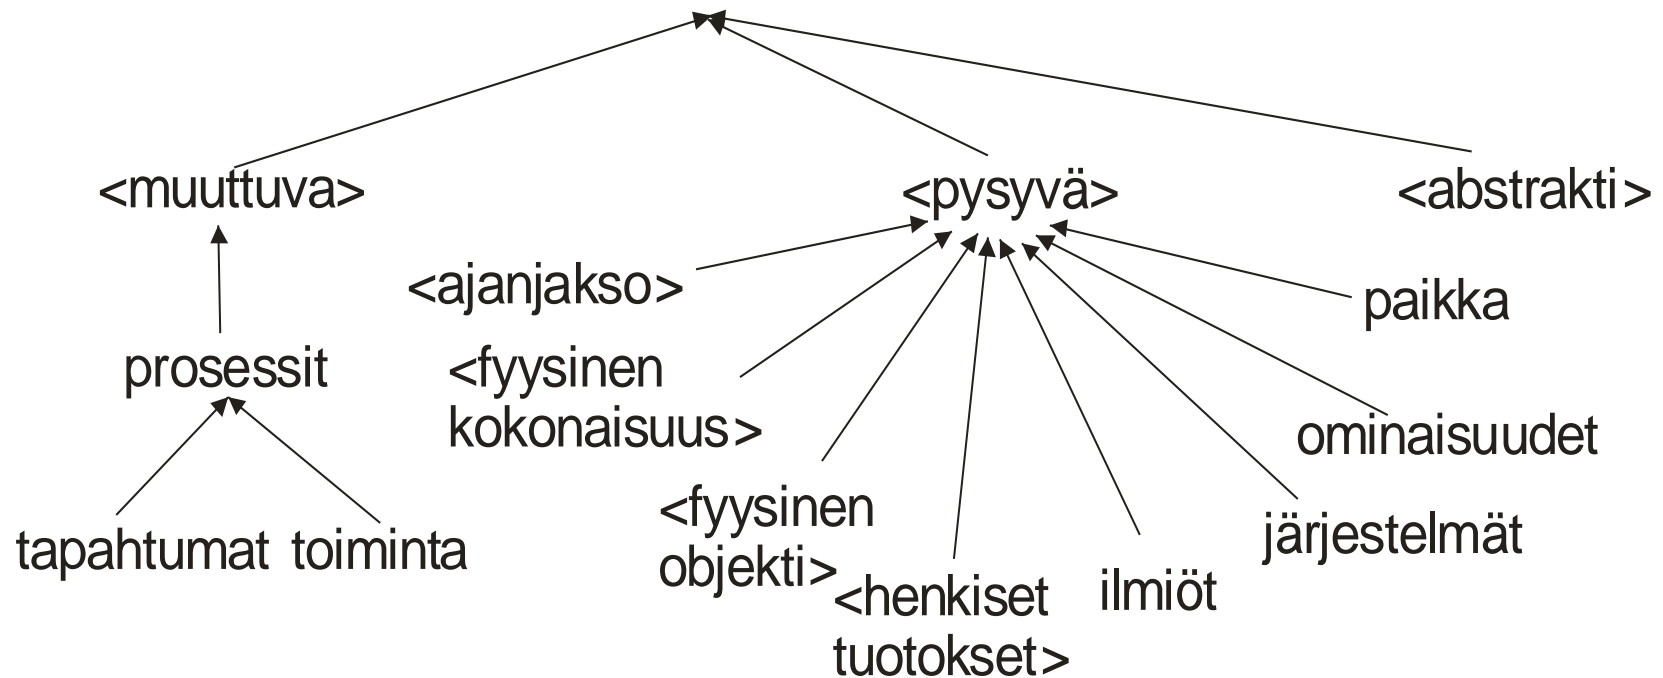 <muuttuva>
<pysyvä>
<abstrakti>
<ajanjakso>
paikka
prosessit
<fyysinen
kokonaisuus>
ominaisuudet
tapahtumat
toiminta
<fyysinen
objekti>
järjestelmät
<henkiset
tuotokset>
ilmiöt